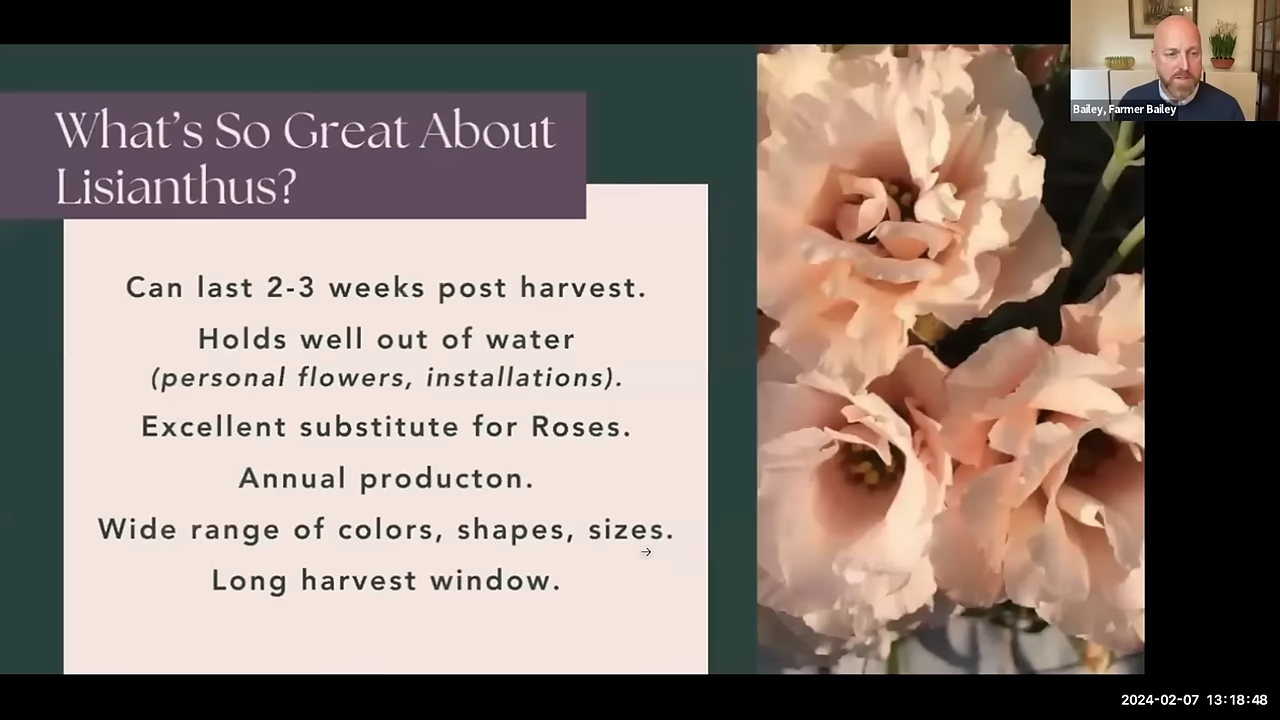 What's So Great About
Lisianthus?
Can last 2-3 weeks post harvest.
Holds well out of water
(personal flowers, installations).
Excellent substitute for Roses.
Annual producton.
Wide range of colors, shapes, sizes.
Long harvest window.
Bailey, Farmer Bailey
2024-02-07 13:18:48